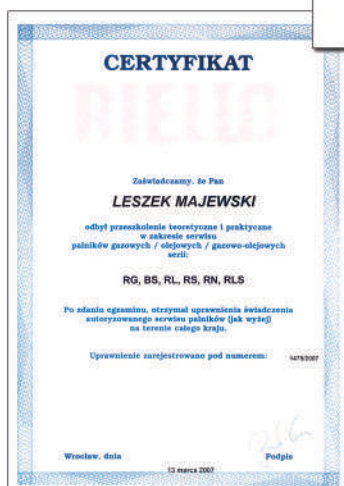 CERTYFIKAT
RIELLO
Zaświadczamy, że Pan
LESZEK MAJEWSKI
odbył przeszkolenie teoretyczne i praktyczne
w zakresie serwisu
palników gazowych / olejowych / gazowo-olejowych
serii:
RG, BS, RL, RS, RN, RLS
Po zdaniu egzaminu, otrzymał uprawnienia świadczenia
autoryzowanego serwisu palników (jak wyżej)
na terenie całego kraju.
Uprawnienie zarejestrowano pod numerem:
Wrocław, dnia
Podpis
13 marca 2007